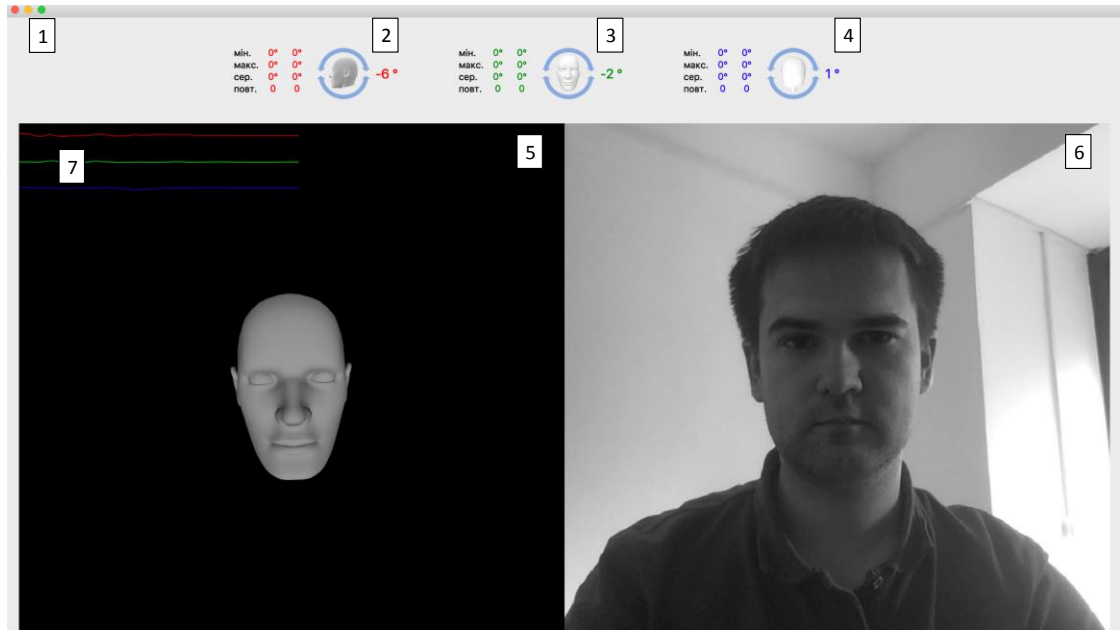 1
2
3
4
мін. 0° 0°
макс. 0° 0°
сер. 0° 0°
повт. 0 0
-6 °
мін. 0° 0°
макс. 0° 0°
сер. 0° 0°
повт. 0 0
-2 °
мін. 0° 0°
макс. 0° 0°
сер. 0° 0°
повт. 0 0
1 °
5
6
7